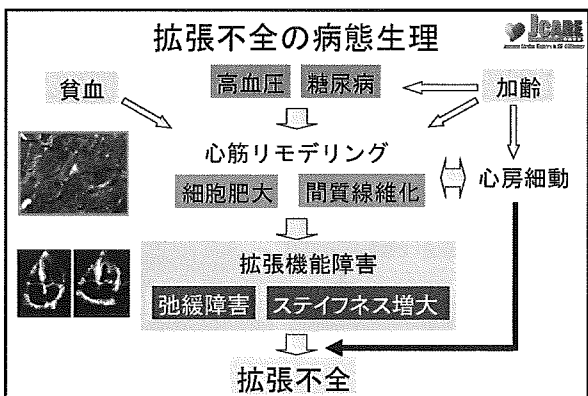 拡張不全の病態生理
JCARE
貧血
高血圧 糖尿病
加齢
心筋リモデリング
細胞肥大 間質線維化
心房細動
拡張機能障害
弛緩障害 ステイフネス増大
拡張不全